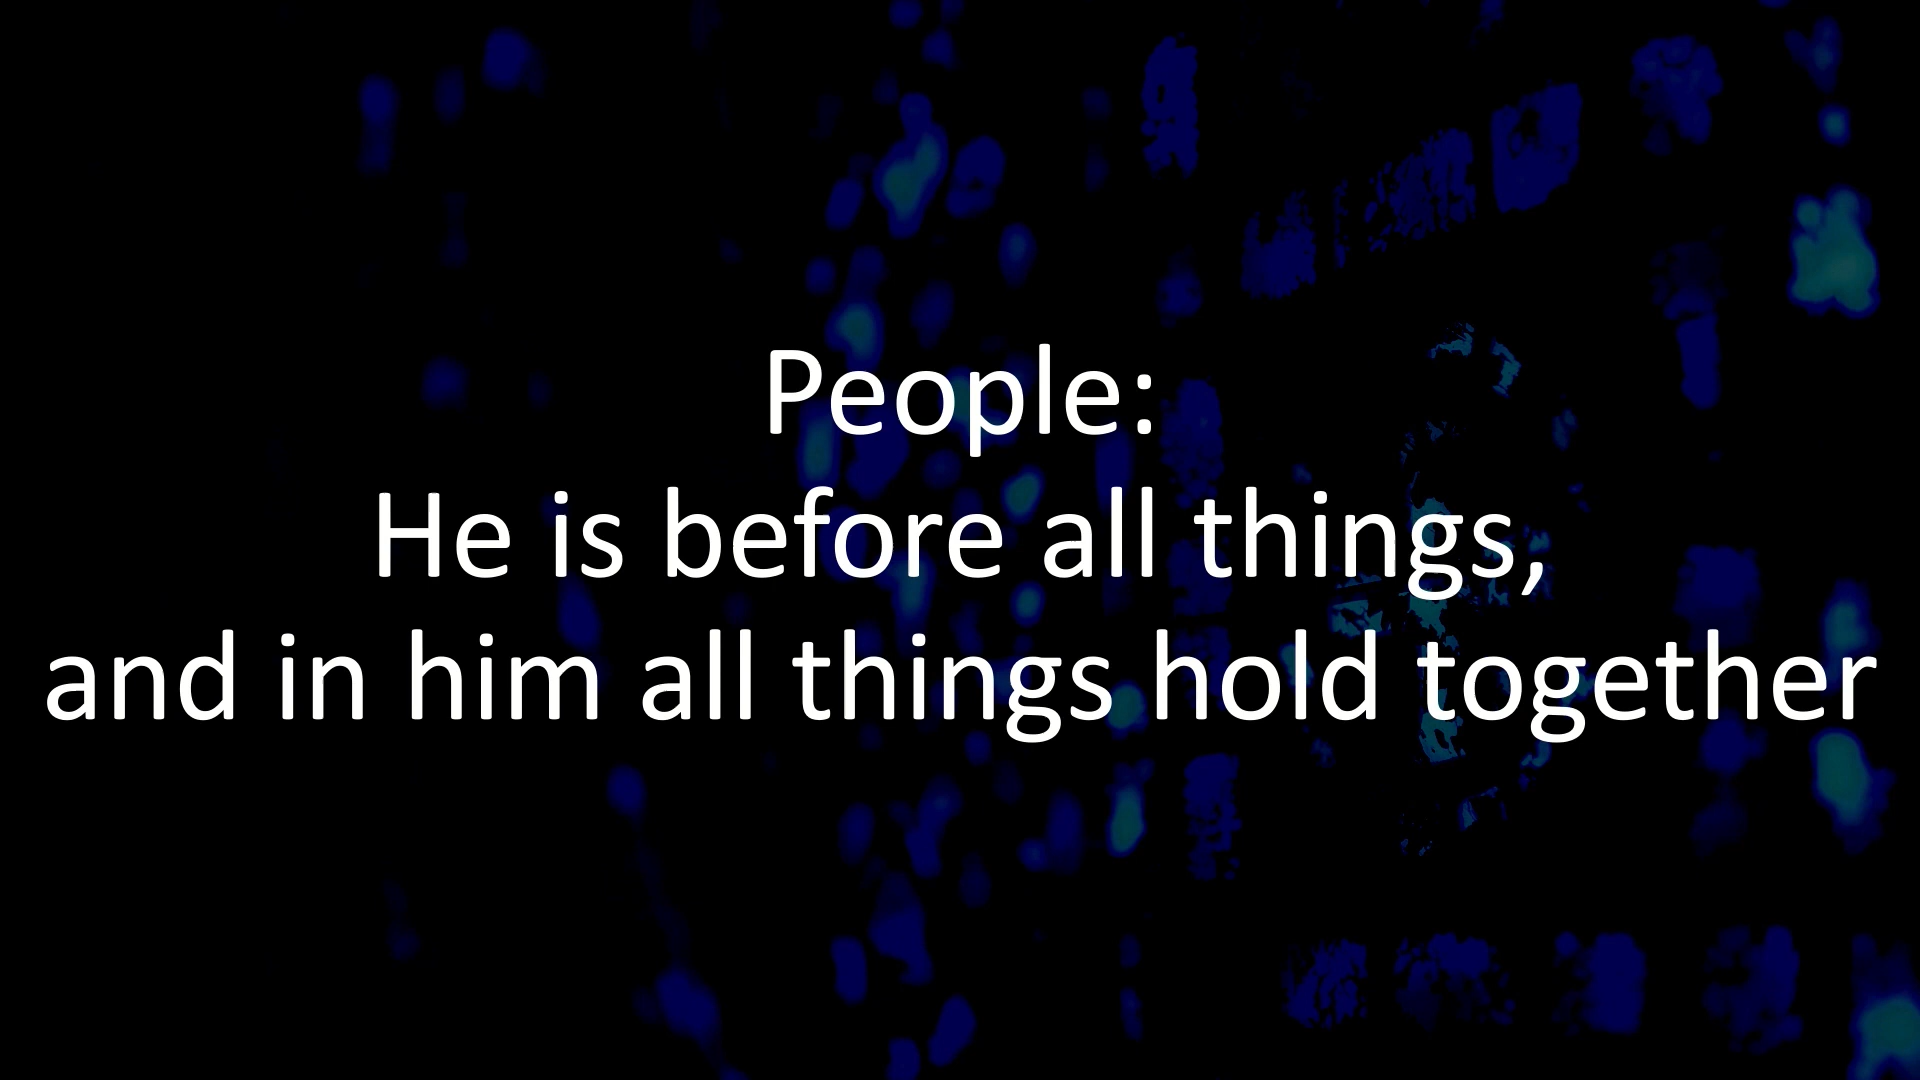 People:
He is before all things,
and in him all things hold together